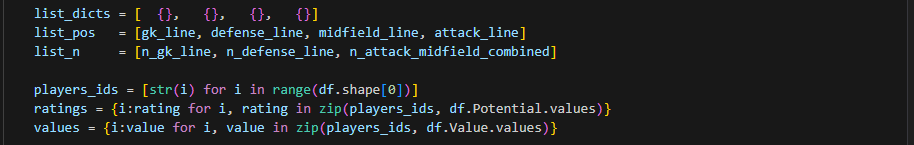 list_dicts = [  {},   {},   {},   {}]
list_pos   = [gk_line, defense_line, midfield_line, attack_line]
list_n     = [n_gk_line, n_defense_line, n_attack_midfield_combined]
players_ids = [str(i) for i in range(df.shape[0])]
ratings = {i:rating for i, rating in zip(players_ids, df.Potential.values)}
values = {i:value for i, value in zip(players_ids, df.Value.values)}